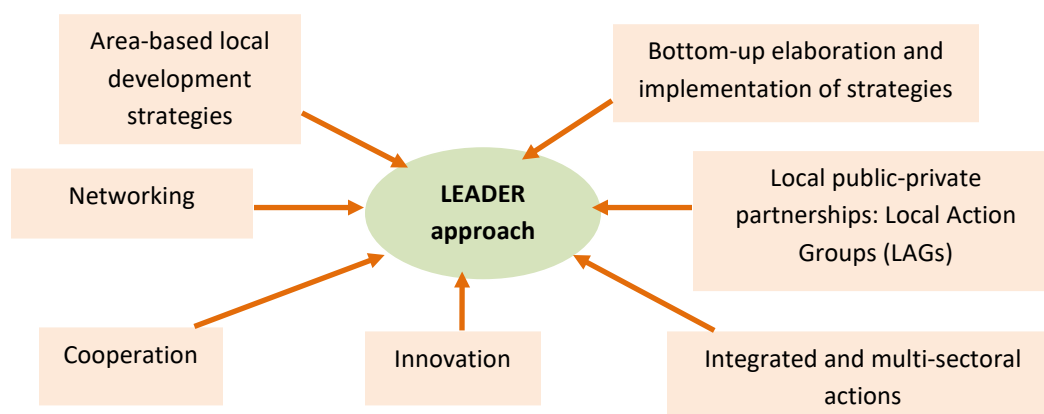 Area-based local
development
strategies
Bottom-up elaboration and
implementation of strategies
Networking
LEADER
approach
Local public-private
partnerships: Local Action
Groups (LAGs)
Cooperation
Innovation
Integrated and multi-sectoral
actions